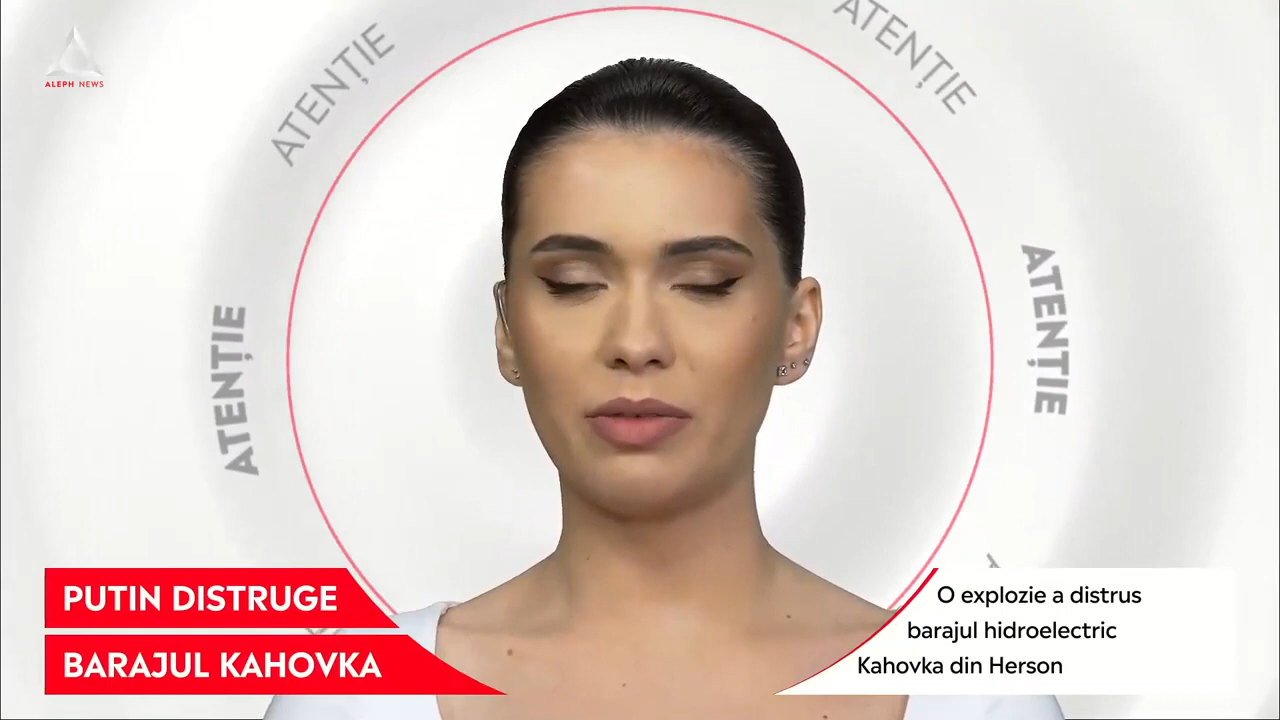 ATENȚIE
ATENȚIE
ALEPH NEWS
ATENȚIE
ATENȚIE
PUTIN DISTRUGE
BARAJUL KAHOVKA
O explozie a distrus
barajul hidroelectric
Kahovka din Herson